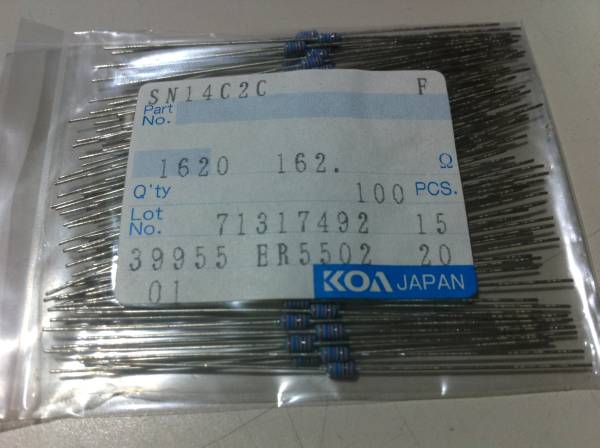 SN14C2C F
Part
No.
1620 162. Ω
Q'ty 100 PCS.
Lot
No. 71317492 15
39955 ER5502 20
01 KOA JAPAN